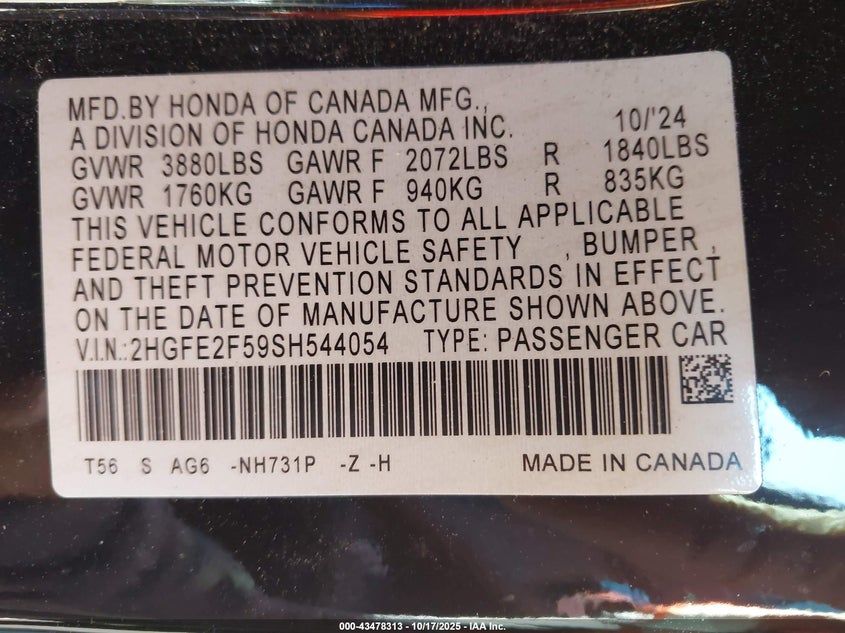 MFD.BY HONDA OF CANADA MFG.,
A DIVISION OF HONDA CANADA INC. 10/'24
GVWR 3880LBS GAWR F 2072LBS R 1840LBS
GVWR 1760KG GAWR F 940KG R 835KG
THIS VEHICLE CONFORMS TO ALL APPLICABLE
FEDERAL MOTOR VEHICLE SAFETY , BUMPER ,
AND THEFT PREVENTION STANDARDS IN EFFECT
ON THE DATE OF MANUFACTURE SHOWN ABOVE.
V.I.N.:2HGFE2F59SH544054 TYPE: PASSENGER CAR
T56 S AG6 -NH731P -Z -H MADE IN CANADA
000-43478313 - 10/17/2025 - IAA Inc.